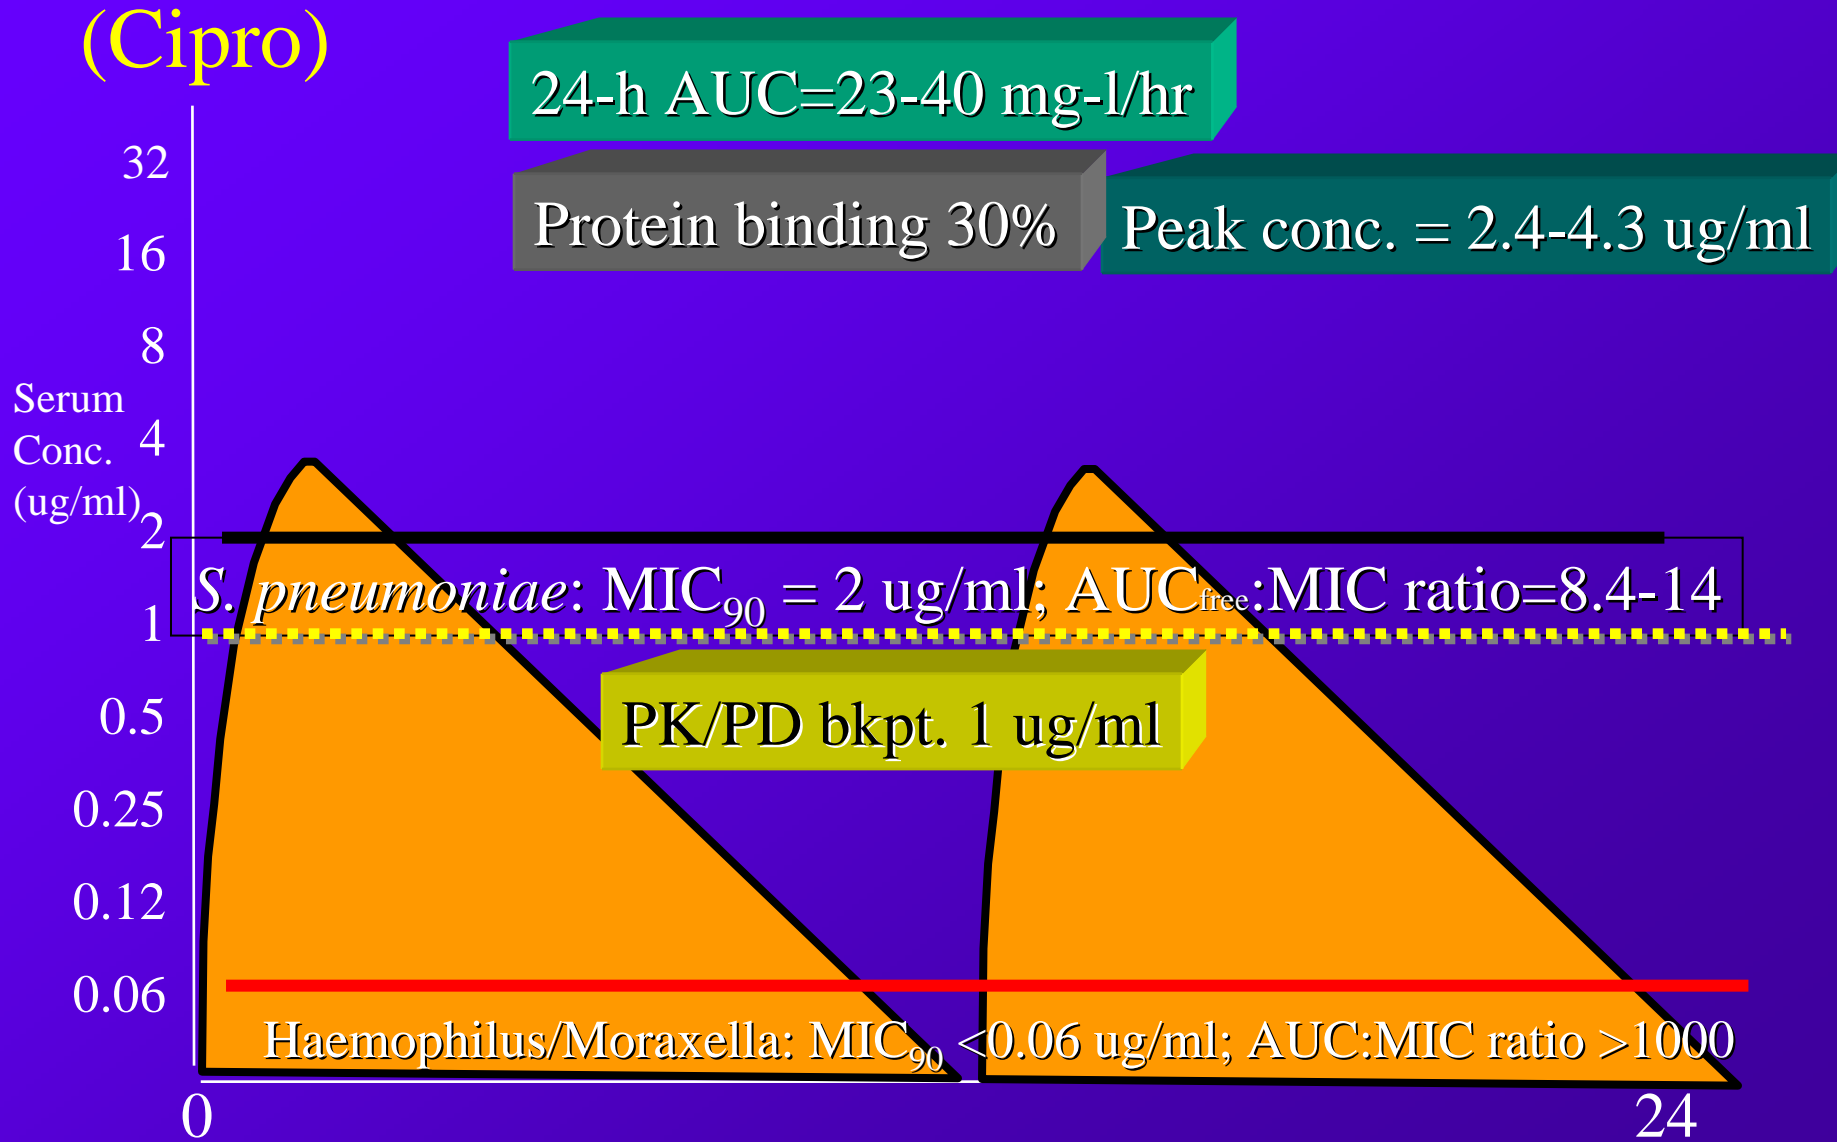 (Cipro)
24-h AUC=23-40 mg-l/hr
Protein binding 30%
Peak conc. = 2.4-4.3 ug/ml
32
16
8
Serum
Conc.
(ug/ml)
4
2
S. pneumoniae: MIC90 = 2 ug/ml; AUCfree:MIC ratio=8.4-14
1
PK/PD bkpt. 1 ug/ml
0.5
0.25
0.12
0.06
Haemophilus/Moraxella: MIC90 <0.06 ug/ml; AUC:MIC ratio >1000
0
24